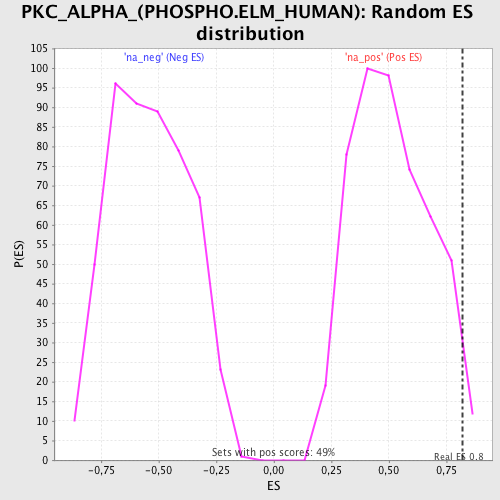 PKC_ALPHA_(PHOSPHO.ELM_HUMAN): Random ES
distribution
'na_neg' (Neg ES)
'na_pos' (Pos ES)
105
100
95
90
85
80
75
70
65
60
55
50
45
40
35
30
25
20
15
10
5
0
P(ES)
Sets with pos scores: 49%
Real ES 0.8
-0,75 -0,50 -0,25 0,00 0,25 0,50 0,75
ES